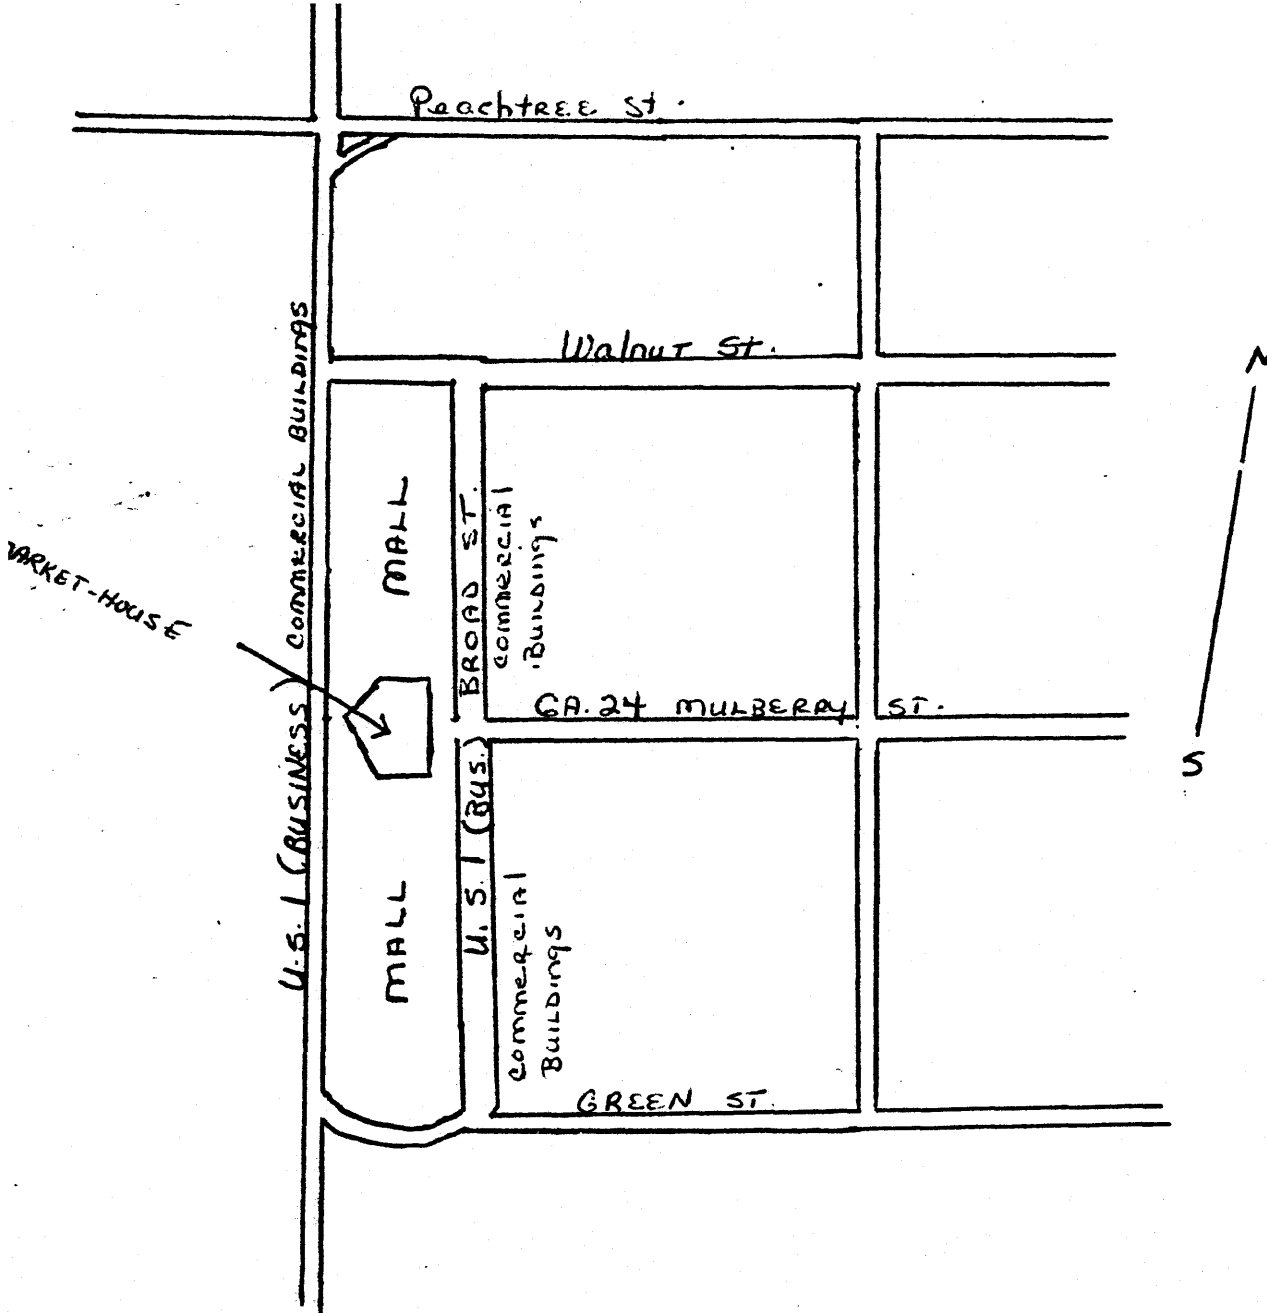 Peachtree St.
Walnut St.
N
COMMERCIAL BUILDINGS
MALL
BROAD ST.
Commercial
Buildings
ARKET-HOUSE
GA. 24 MULBERRY ST.
S
U.S. 1 (BUSINESS)
U.S. 1 (BUS.)
MALL
Commercial
Buildings
GREEN ST.